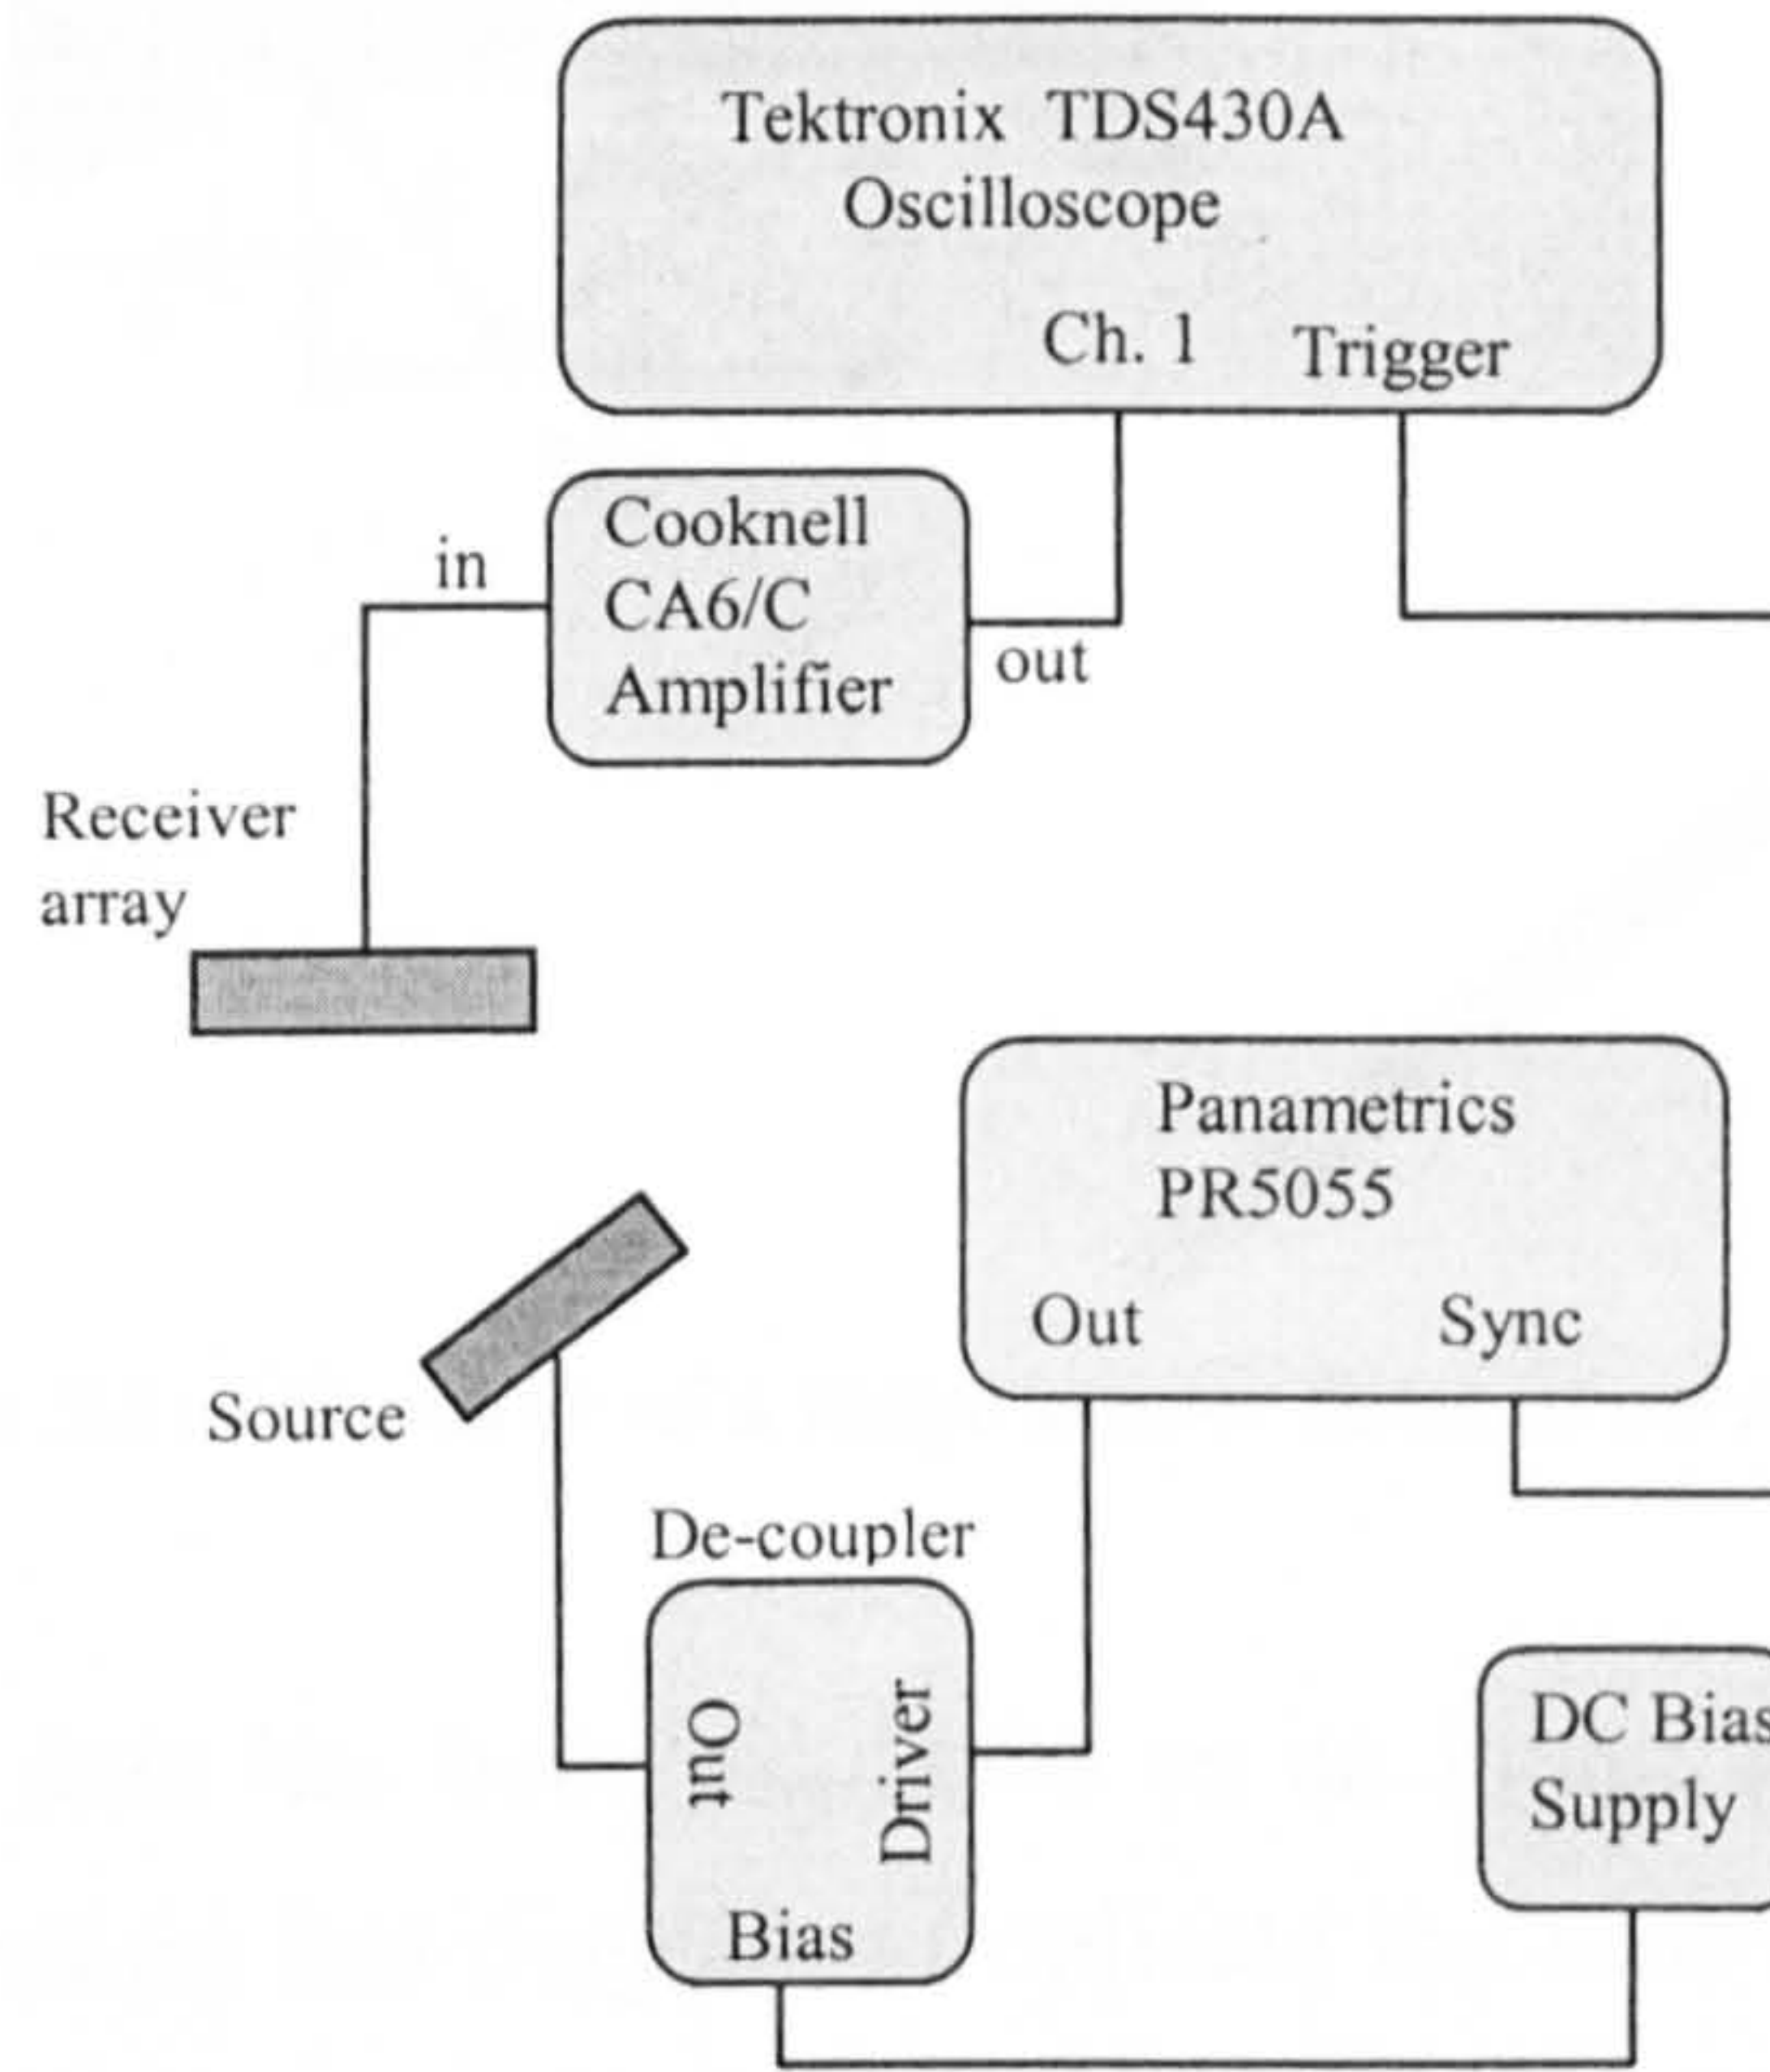 Tektronix TDS430A
Oscilloscope
Ch. 1 Trigger
Cooknell
CA6/C
Amplifier
in
out
Receiver
array
Panametrics
PR5055
Out Sync
Source
De-coupler
Out
Driver
Bias
DC Bias
Supply